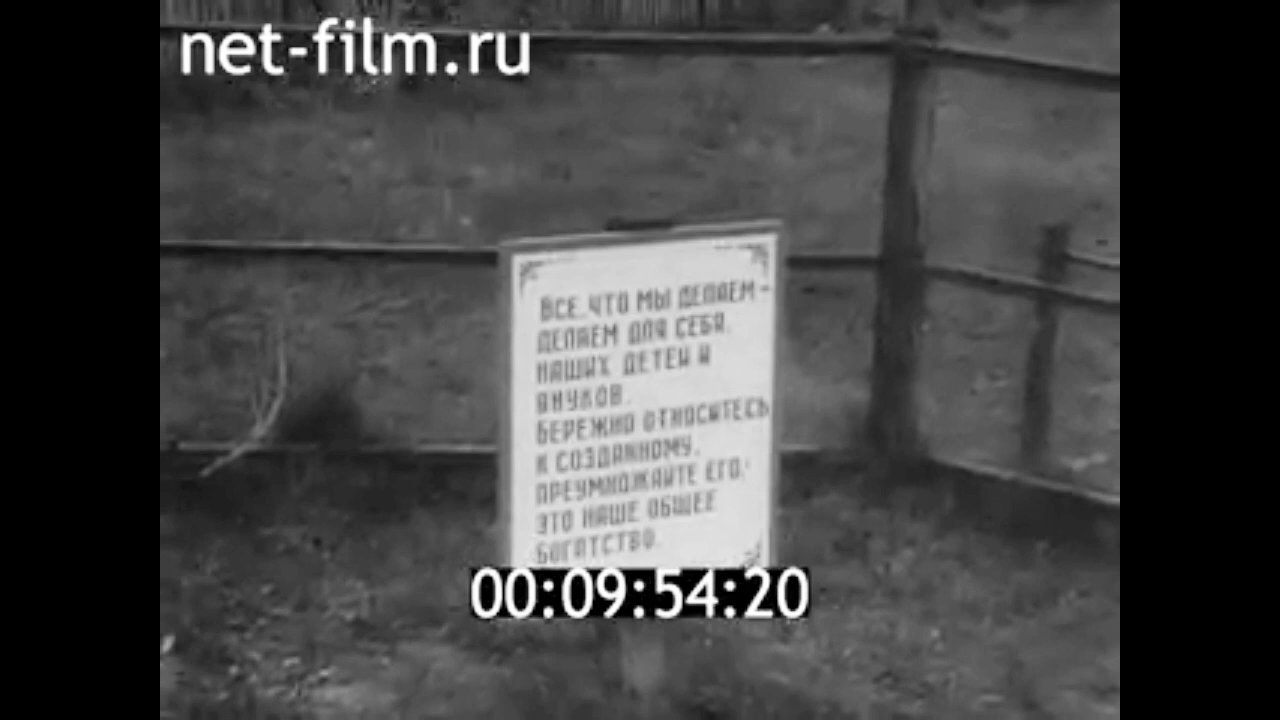 net-film.ru
ВСЕ, ЧТО МЫ ДЕЛАЕМ -
ДЕЛАЕМ ДЛЯ СЕБЯ,
НАШИХ ДЕТЕЙ И
ВНУКОВ.
БЕРЕЖНО ОТНОСИТЕСЬ
К СОЗДАННОМУ,
ПРЕУМНОЖАЙТЕ ЕГО,
ЭТО НАШЕ ОБЩЕЕ
БОГАТСТВО.
00:09:54:20